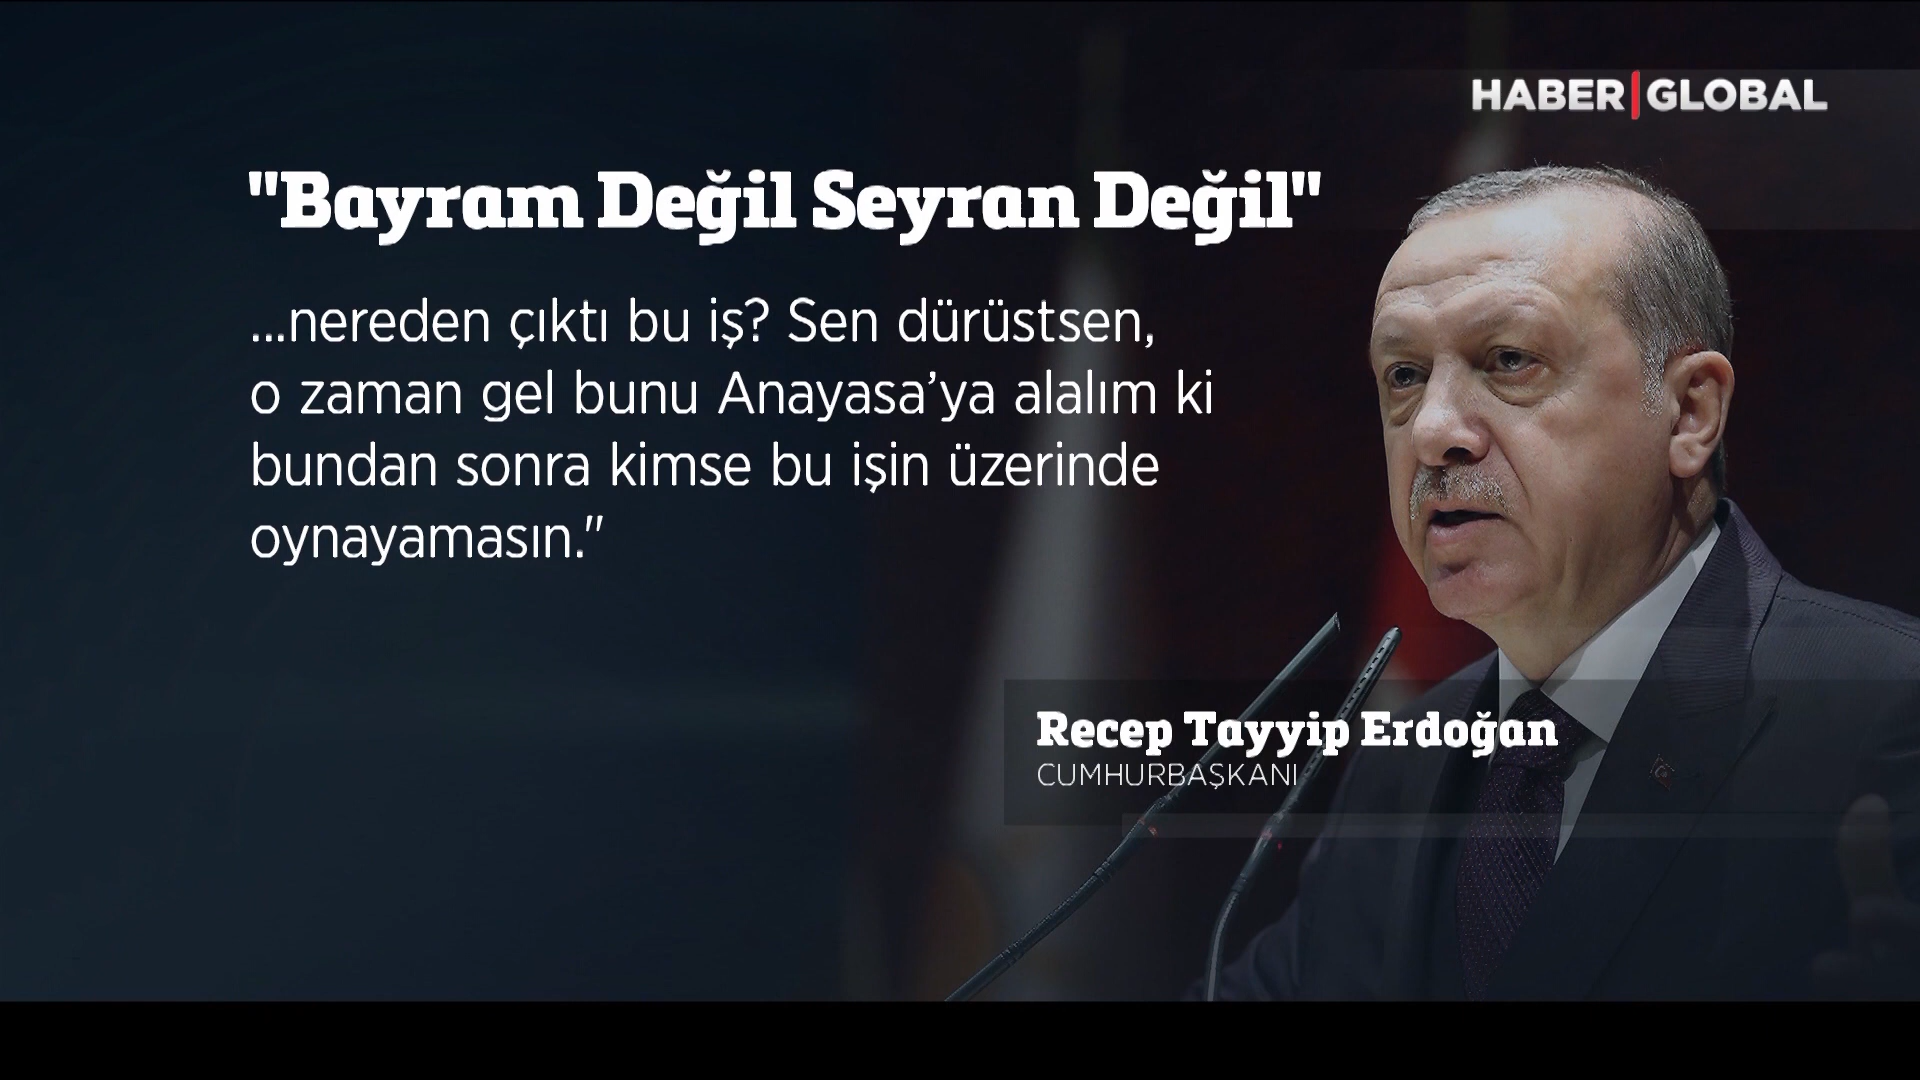 HABER GLOBAL
"Bayram Değil Seyran Değil"
...nereden çıktı bu iş? Sen dürüstsen,
o zaman gel bunu Anayasa’ya alalım ki
bundan sonra kimse bu işin üzerinde
oynayamasın."
Recep Tayyip Erdoğan
CUMHURBAŞKANI